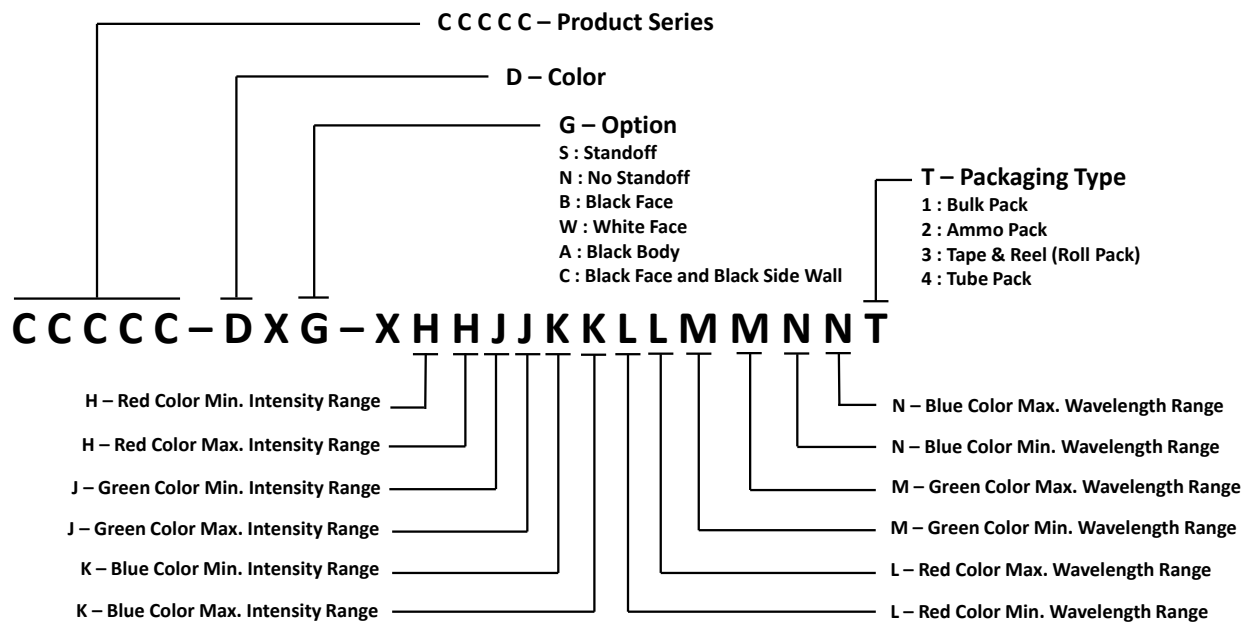 C C C C C – Product Series
D – Color
G – Option
S : Standoff
N : No Standoff
B : Black Face
W : White Face
A : Black Body
C : Black Face and Black Side Wall
T – Packaging Type
1 : Bulk Pack
2 : Ammo Pack
3 : Tape & Reel (Roll Pack)
4 : Tube Pack
C C C C C – D X G – X H H J J K K L L M M N N T
H – Red Color Min. Intensity Range
H – Red Color Max. Intensity Range
J – Green Color Min. Intensity Range
J – Green Color Max. Intensity Range
K – Blue Color Min. Intensity Range
K – Blue Color Max. Intensity Range
N – Blue Color Max. Wavelength Range
N – Blue Color Min. Wavelength Range
M – Green Color Max. Wavelength Range
M – Green Color Min. Wavelength Range
L – Red Color Max. Wavelength Range
L – Red Color Min. Wavelength Range